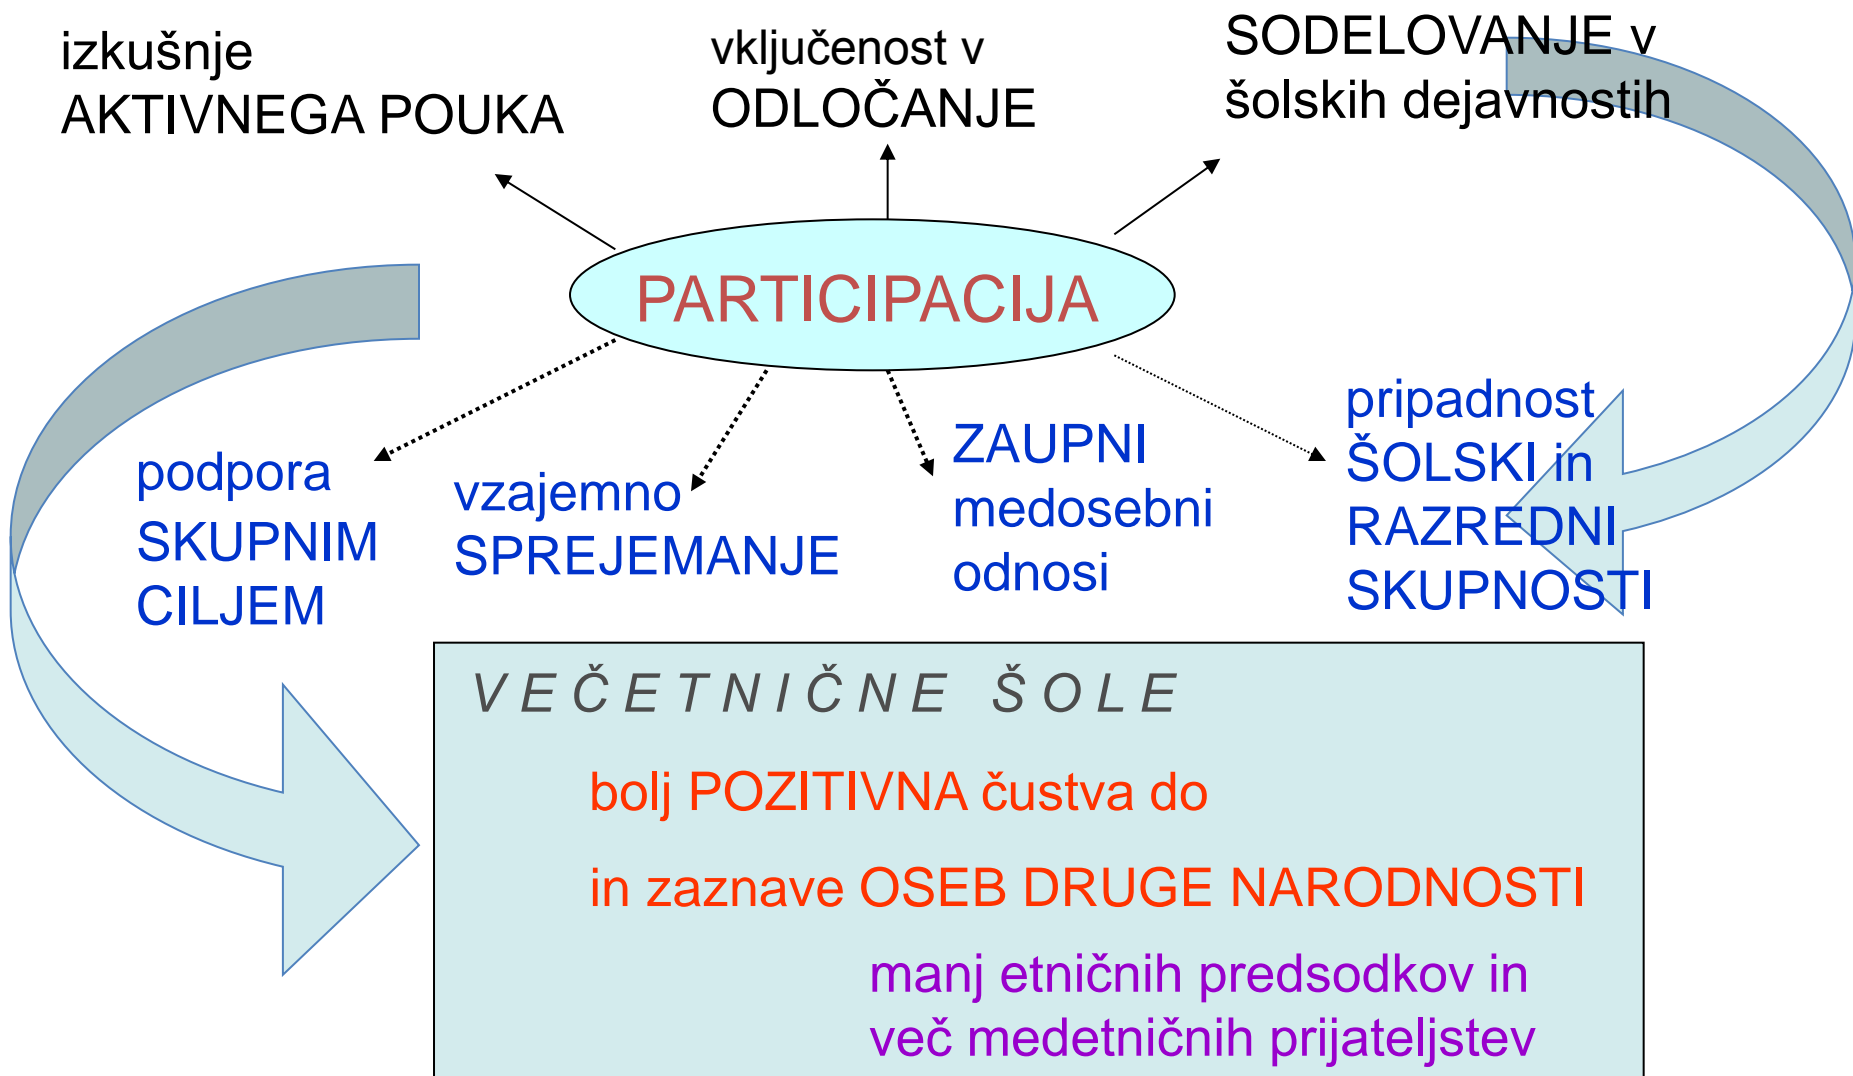 izkušnje
AKTIVNEGA POUKA
vključenost v
ODLOČANJE
SODELOVANJE v
šolskih dejavnostih
PARTICIPACIJA
podpora
SKUPNIM
CILJEM
vzajemno
SPREJEMANJE
ZAUPNI
medosebni
odnosi
pripadnost
ŠOLSKI in
RAZREDNI
SKUPNOSTI
VEČETNIČNE ŠOLE
bolj POZITIVNA čustva do
in zaznave OSEB DRUGE NARODNOSTI
manj etničnih predsodkov in
več medetničnih prijateljstev